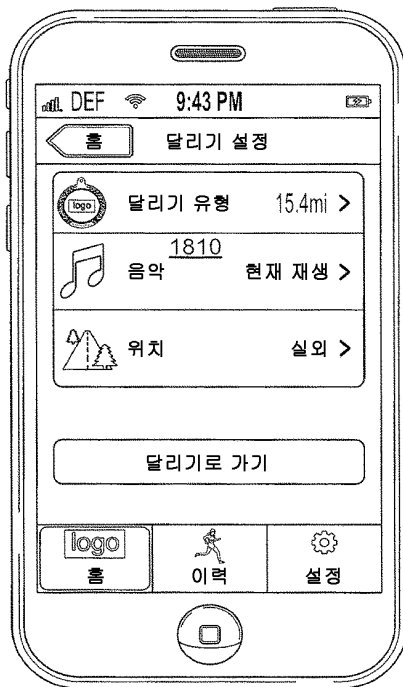 DEF 9:43 PM
홈 달리기 설정
logo 달리기 유형 15.4mi >
1810
음악 현재 재생 >
위치 실외 >
달리기로 가기
logo
홈 이력 설정